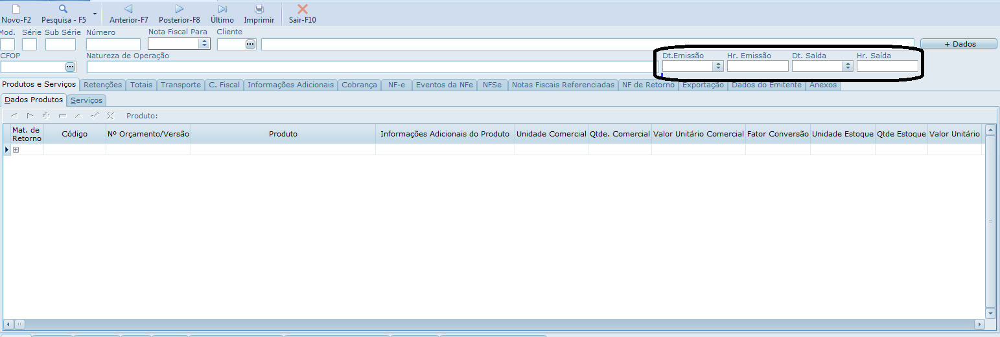 Novo-F2 Pesquisa - F5 Anterior-F7 Posterior-F8 Último Imprimir Sair-F10
Mod. Série Sub Série Número Nota Fiscal Para Cliente
+ Dados
CFOP Natureza de Operação Dt.Emissão Hr. Emissão Dt. Saída Hr. Saída
Produtos e Serviços Retenções Totais Transporte C. Fiscal Informações Adicionais Cobrança NF-e Eventos da NFe NFSe Notas Fiscais Referenciadas NF de Retorno Exportação Dados do Emitente Anexos
Dados Produtos Serviços
Produto:
Mat. de Retorno Código Nº Orçamento/Versão Produto Informações Adicionais do Produto Unidade Comercial Qtde. Comercial Valor Unitário Comercial Fator Conversão Unidade Estoque Qtde Estoque Valor Unitário